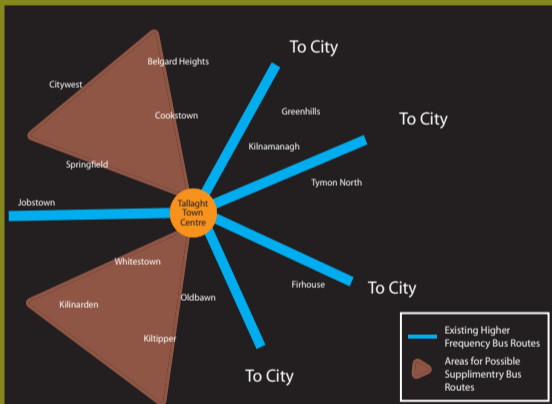 To City
Belgard Heights
Citywest
Greenhills
Cookstown
To City
Kilnamanagh
Springfield
Tymon North
Jobstown
Tallaght
Town
Centre
Whitestown
Firhouse
To City
Oldbawn
Kilinarden
Kiltipper
To City
Existing Higher
Frequency Bus Routes
Areas for Possible
Supplimentry Bus
Routes